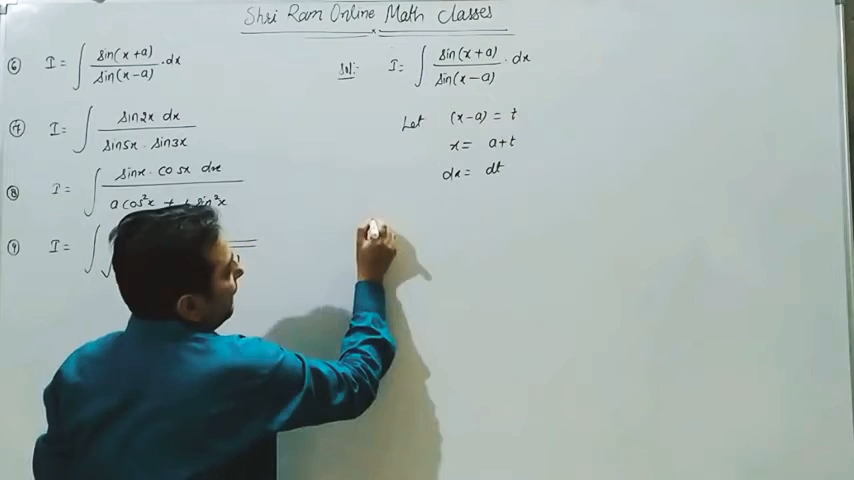 Shri Ram Online Math Classes
⑥ I = ∫ sin(x+a)/sin(x-a) .dx
⑦ I = ∫ sin2x dx/sin5x . sin3x
⑧ I = ∫ sinx . cosx dx/a cos²x + sin²x
⑨ I = ∫ √
Sol:- I = ∫ sin(x+a)/sin(x-a) . dx
Let (x-a) = t
x = a+t
dx = dt